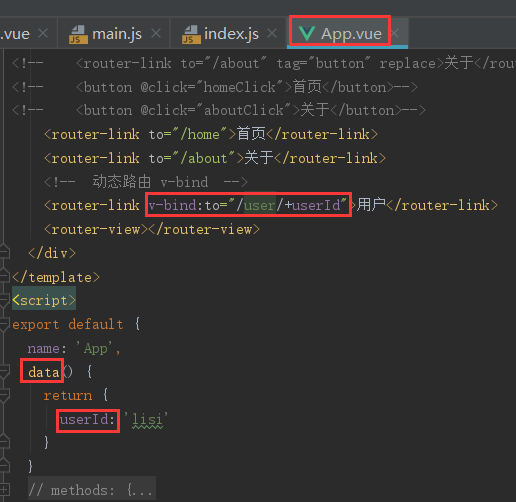 .vue main.js index.js App.vue
<!-- <router-link to="/about" tag="button" replace>关于</rou
<!-- <button @click="homeClick">首页</button>-->
<!-- <button @click="aboutClick">关于</button>-->
<router-link to="/home">首页</router-link>
<router-link to="/about">关于</router-link>
<!-- 动态路由 v-bind -->
<router-link v-bind:to="/user/+userId">用户</router-link>
<router-view></router-view>
</div>
</template>
<script>
export default {
name: 'App',
data() {
return {
userId: 'lisi'
}
}
// methods: {...